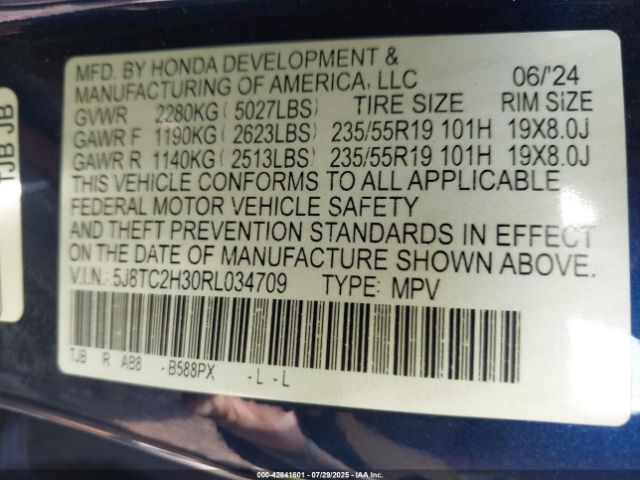 MFD. BY HONDA DEVELOPMENT &
MANUFACTURING OF AMERICA, LLC 06/'24
GVWR 2280KG ( 5027LBS) TIRE SIZE RIM SIZE
GAWR F 1190KG ( 2623LBS) 235/55R19 101H 19X8.0J
GAWR R 1140KG ( 2513LBS) 235/55R19 101H 19X8.0J
THIS VEHICLE CONFORMS TO ALL APPLICABLE
FEDERAL MOTOR VEHICLE SAFETY
AND THEFT PREVENTION STANDARDS IN EFFECT
ON THE DATE OF MANUFACTURE SHOWN ABOVE.
V.I.N.: 5J8TC2H30RL034709 TYPE: MPV
TJB R AB8 -B588PX -L -L
TJB JB
000-42841601 | 07/29/2025 | IAAI.COM